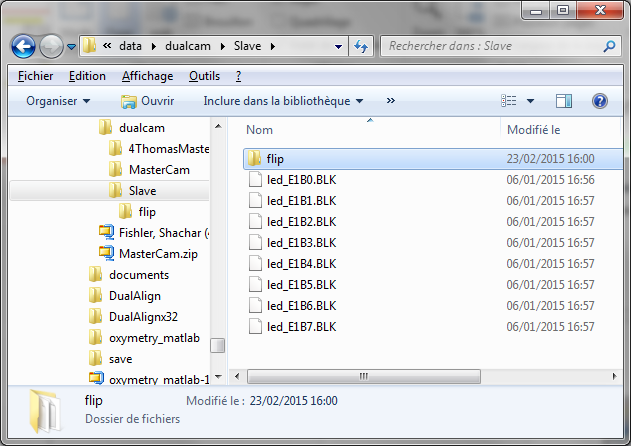 « data dualcam Slave
Rechercher dans : Slave
Fichier Edition Affichage Outils ?
Organiser Ouvrir Inclure dans la bibliothèque »
dualcam
4ThomasMaste
MasterCam
Slave
flip
Fishler, Shachar (4
MasterCam.zip
documents
DualAlign
DualAlignx32
oxymetry_matlab
save
oxymetry_matlab-1
Nom Modifié le
flip 23/02/2015 16:00
led_E1B0.BLK 06/01/2015 16:56
led_E1B1.BLK 06/01/2015 16:57
led_E1B2.BLK 06/01/2015 16:57
led_E1B3.BLK 06/01/2015 16:57
led_E1B4.BLK 06/01/2015 16:57
led_E1B5.BLK 06/01/2015 16:57
led_E1B6.BLK 06/01/2015 16:57
led_E1B7.BLK 06/01/2015 16:57
flip Modifié le : 23/02/2015 16:00
Dossier de fichiers